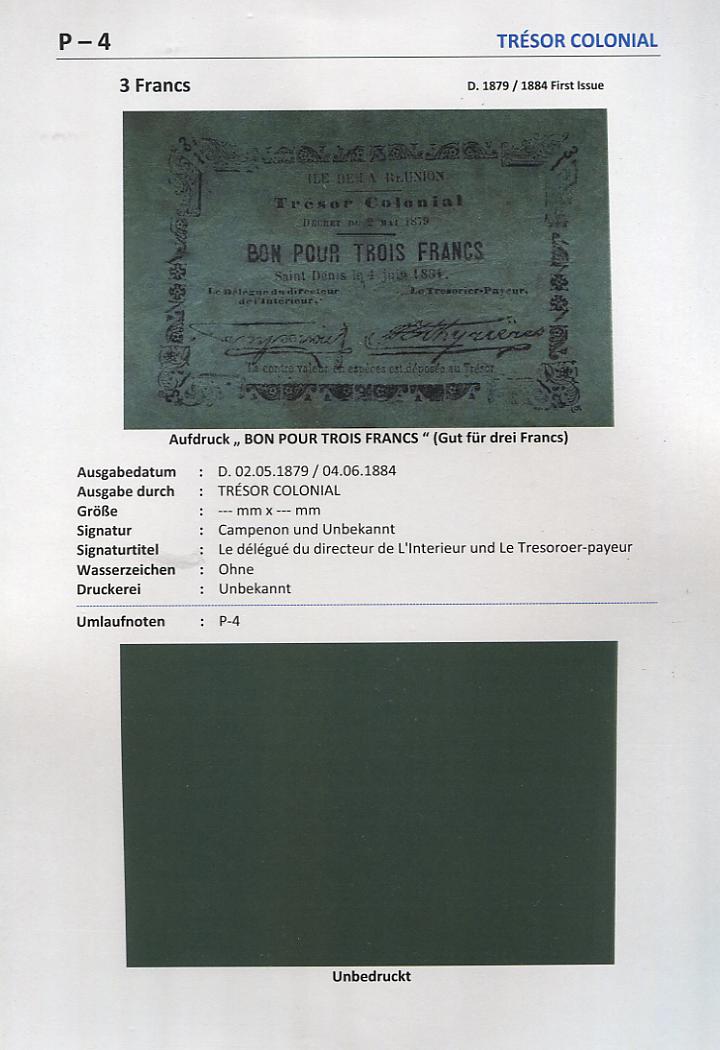 P – 4 TRÉSOR COLONIAL
3 Francs D. 1879 / 1884 First Issue
3 3
ILE DE LA RÉUNION
Trésor Colonial
DÉCRET DU 2 MAI 1879
BON POUR TROIS FRANCS
Saint Denis le 4 juin 1884.
Le Délégué du directeur Le Trésorier-Payeur,
de l'Intérieur,
La contre valeur en espèces est déposée au Trésor
Aufdruck „ BON POUR TROIS FRANCS “ (Gut für drei Francs)
Ausgabedatum : D. 02.05.1879 / 04.06.1884
Ausgabe durch : TRÉSOR COLONIAL
Größe : --- mm x --- mm
Signatur : Campenon und Unbekannt
Signaturtitel : Le délégué du directeur de L'Interieur und Le Tresoroer-payeur
Wasserzeichen : Ohne
Druckerei : Unbekannt
Umlaufnoten : P-4
Unbedruckt